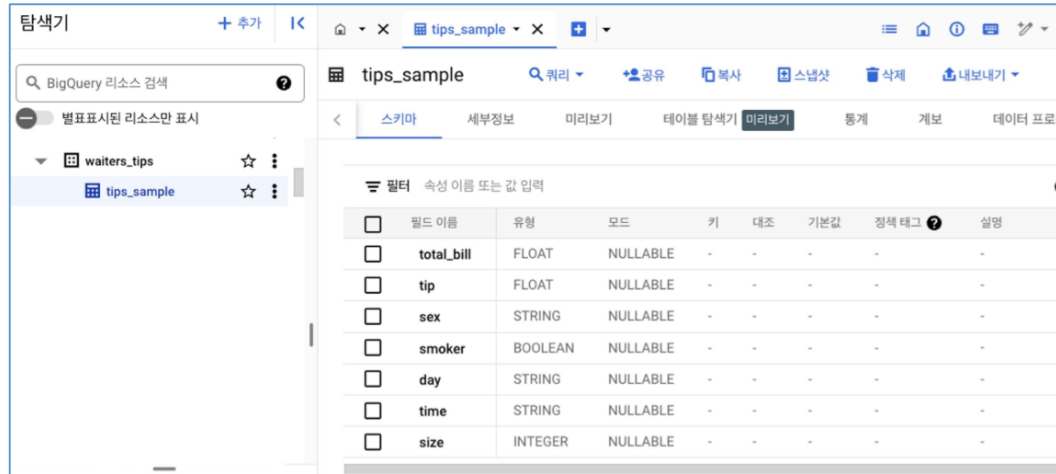 탐색기 + 추가
BigQuery 리소스 검색
별표표시된 리소스만 표시
waiters_tips
tips_sample
tips_sample
tips_sample 쿼리 공유 복사 스냅샷 삭제 내보내기
스키마 세부정보 미리보기 테이블 탐색기 미리보기 통계 계보 데이터 프로
필터 속성 이름 또는 값 입력
필드 이름 유형 모드 키 대조 기본값 정책 태그 설명
total_bill FLOAT NULLABLE - - - - -
tip FLOAT NULLABLE - - - - -
sex STRING NULLABLE - - - - -
smoker BOOLEAN NULLABLE - - - - -
day STRING NULLABLE - - - - -
time STRING NULLABLE - - - - -
size INTEGER NULLABLE - - - - -